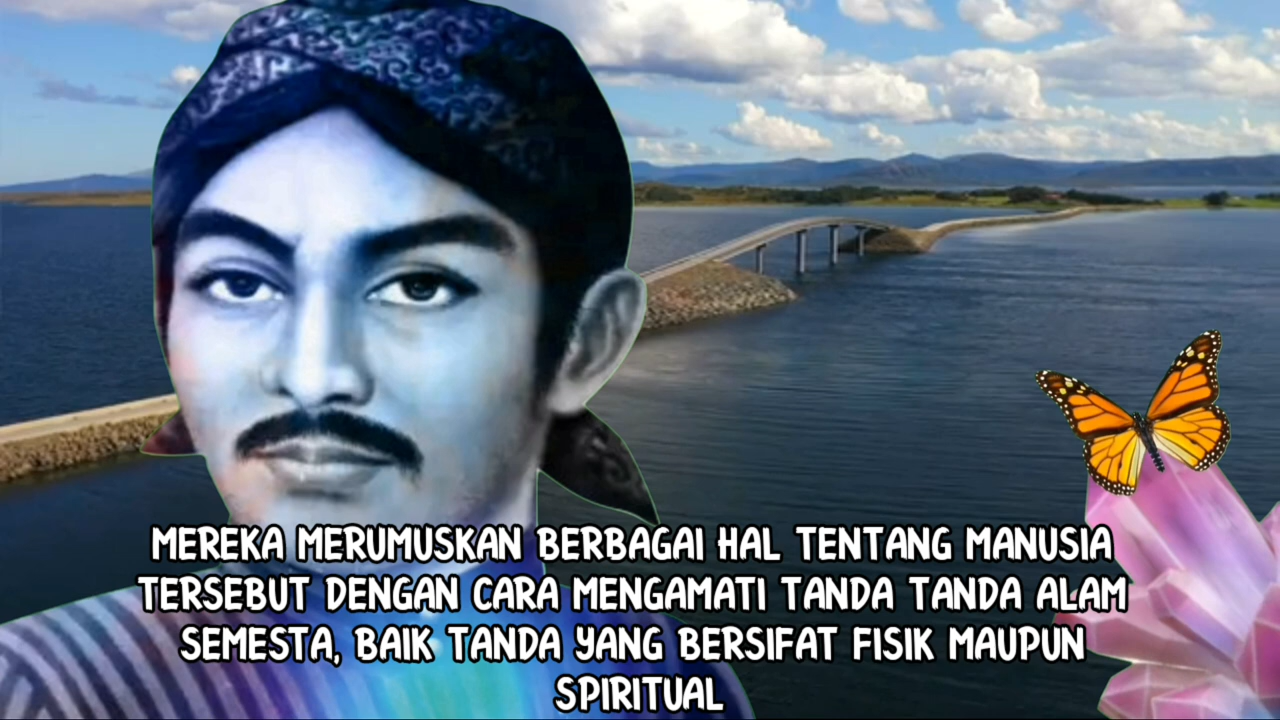 MEREKA MERUMUSKAN BERBAGAI HAL TENTANG MANUSIA
TERSEBUT DENGAN CARA MENGAMATI TANDA TANDA ALAM
SEMESTA, BAIK TANDA YANG BERSIFAT FISIK MAUPUN
SPIRITUAL